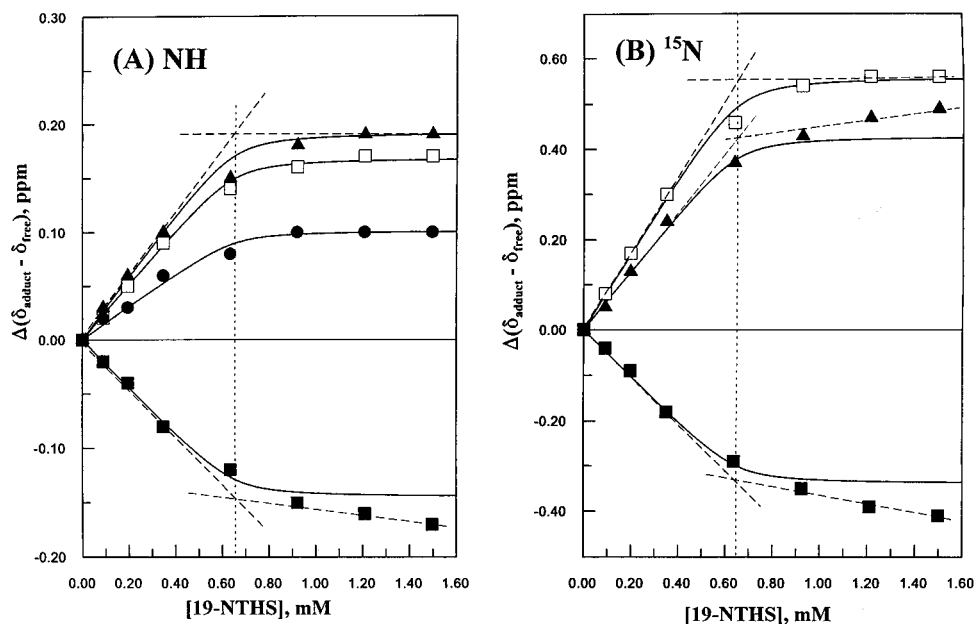 (A) NH
Δ(δadduct - δfree), ppm
0.30
0.20
0.10
0.00
-0.10
-0.20
0.00 0.20 0.40 0.60 0.80 1.00 1.20 1.40 1.60
[19-NTHS], mM
(B) ¹⁵N
Δ(δadduct - δfree), ppm
0.60
0.40
0.20
0.00
-0.20
-0.40
0.00 0.20 0.40 0.60 0.80 1.00 1.20 1.40 1.60
[19-NTHS], mM